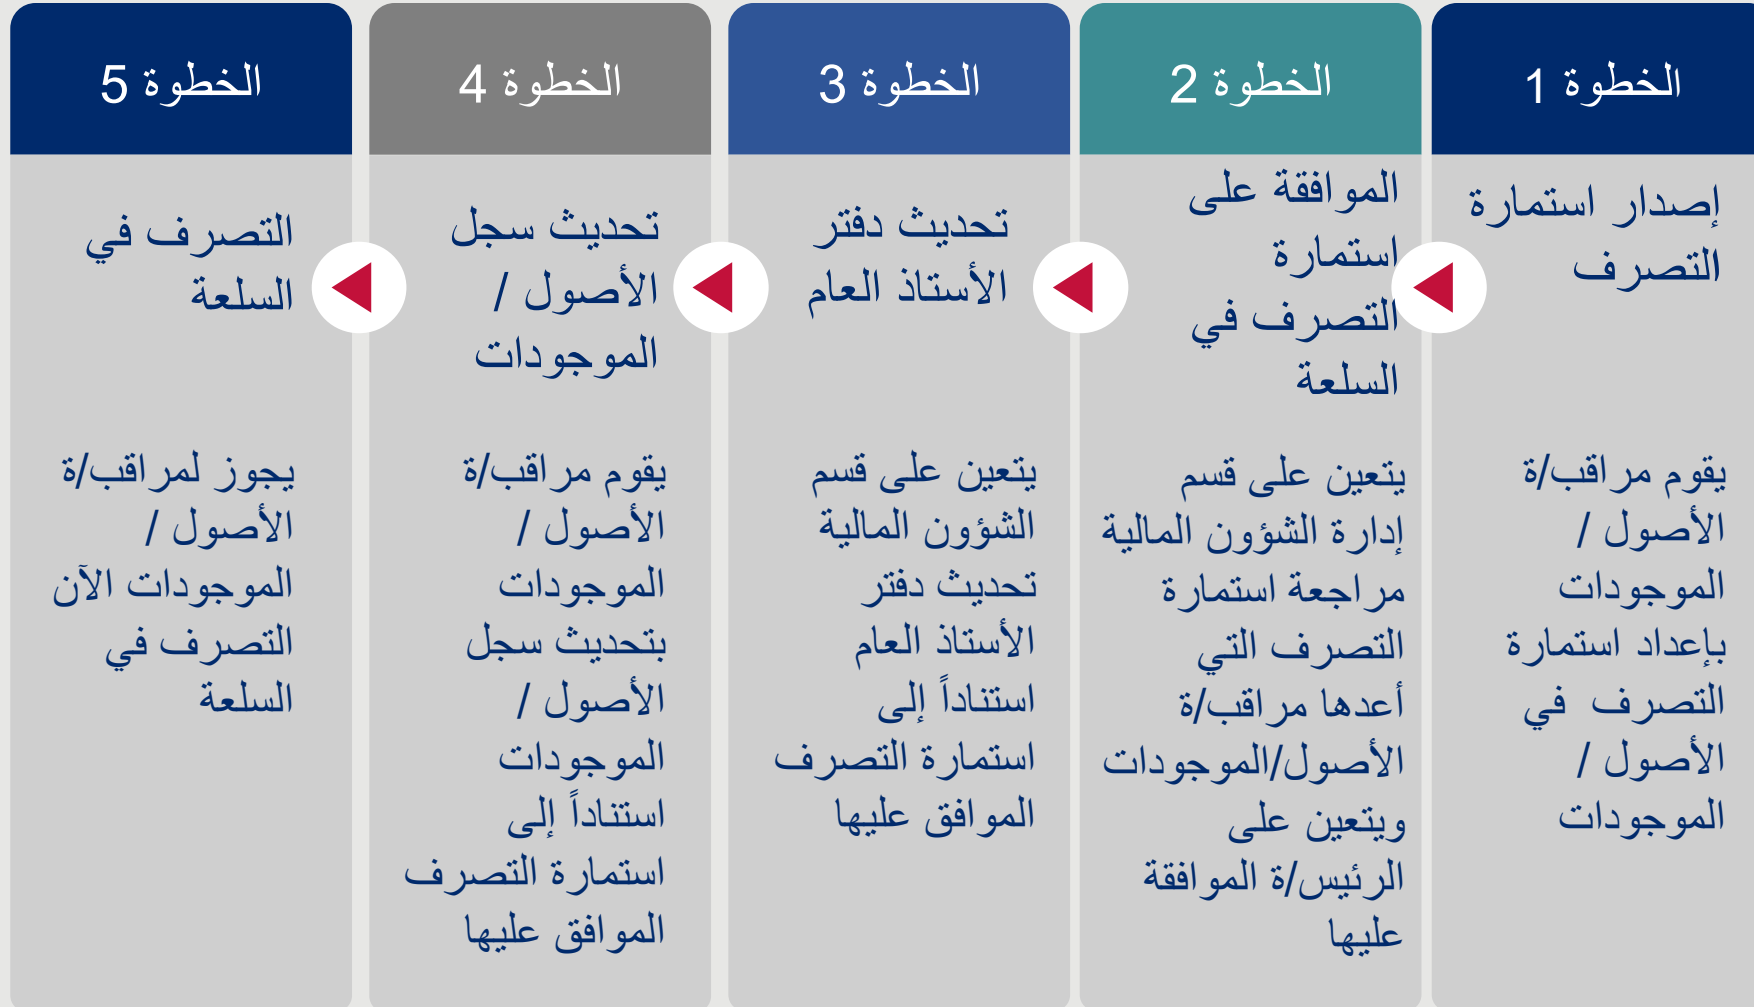 الخطوة 1
إصدار استمارة
التصرف
يقوم مراقب/ة
الأصول /
الموجودات
بإعداد استمارة
التصرف في
الأصول /
الموجودات
الخطوة 2
الموافقة على
استمارة
التصرف في
السلعة
يتعين على قسم
إدارة الشؤون المالية
مراجعة استمارة
التصرف التي
أعدها مراقب/ة
الأصول/الموجودات
ويتعين على
الرئيس/ة الموافقة
عليها
الخطوة 3
تحديث دفتر
الأستاذ العام
يتعين على قسم
الشؤون المالية
تحديث دفتر
الأستاذ العام
استناداً إلى
استمارة التصرف
الموافق عليها
الخطوة 4
تحديث سجل
الأصول /
الموجودات
يقوم مراقب/ة
الأصول /
الموجودات
بتحديث سجل
الأصول /
الموجودات
استناداً إلى
استمارة التصرف
الموافق عليها
الخطوة 5
التصرف في
السلعة
يجوز لمراقب/ة
الأصول /
الموجودات الآن
التصرف في
السلعة